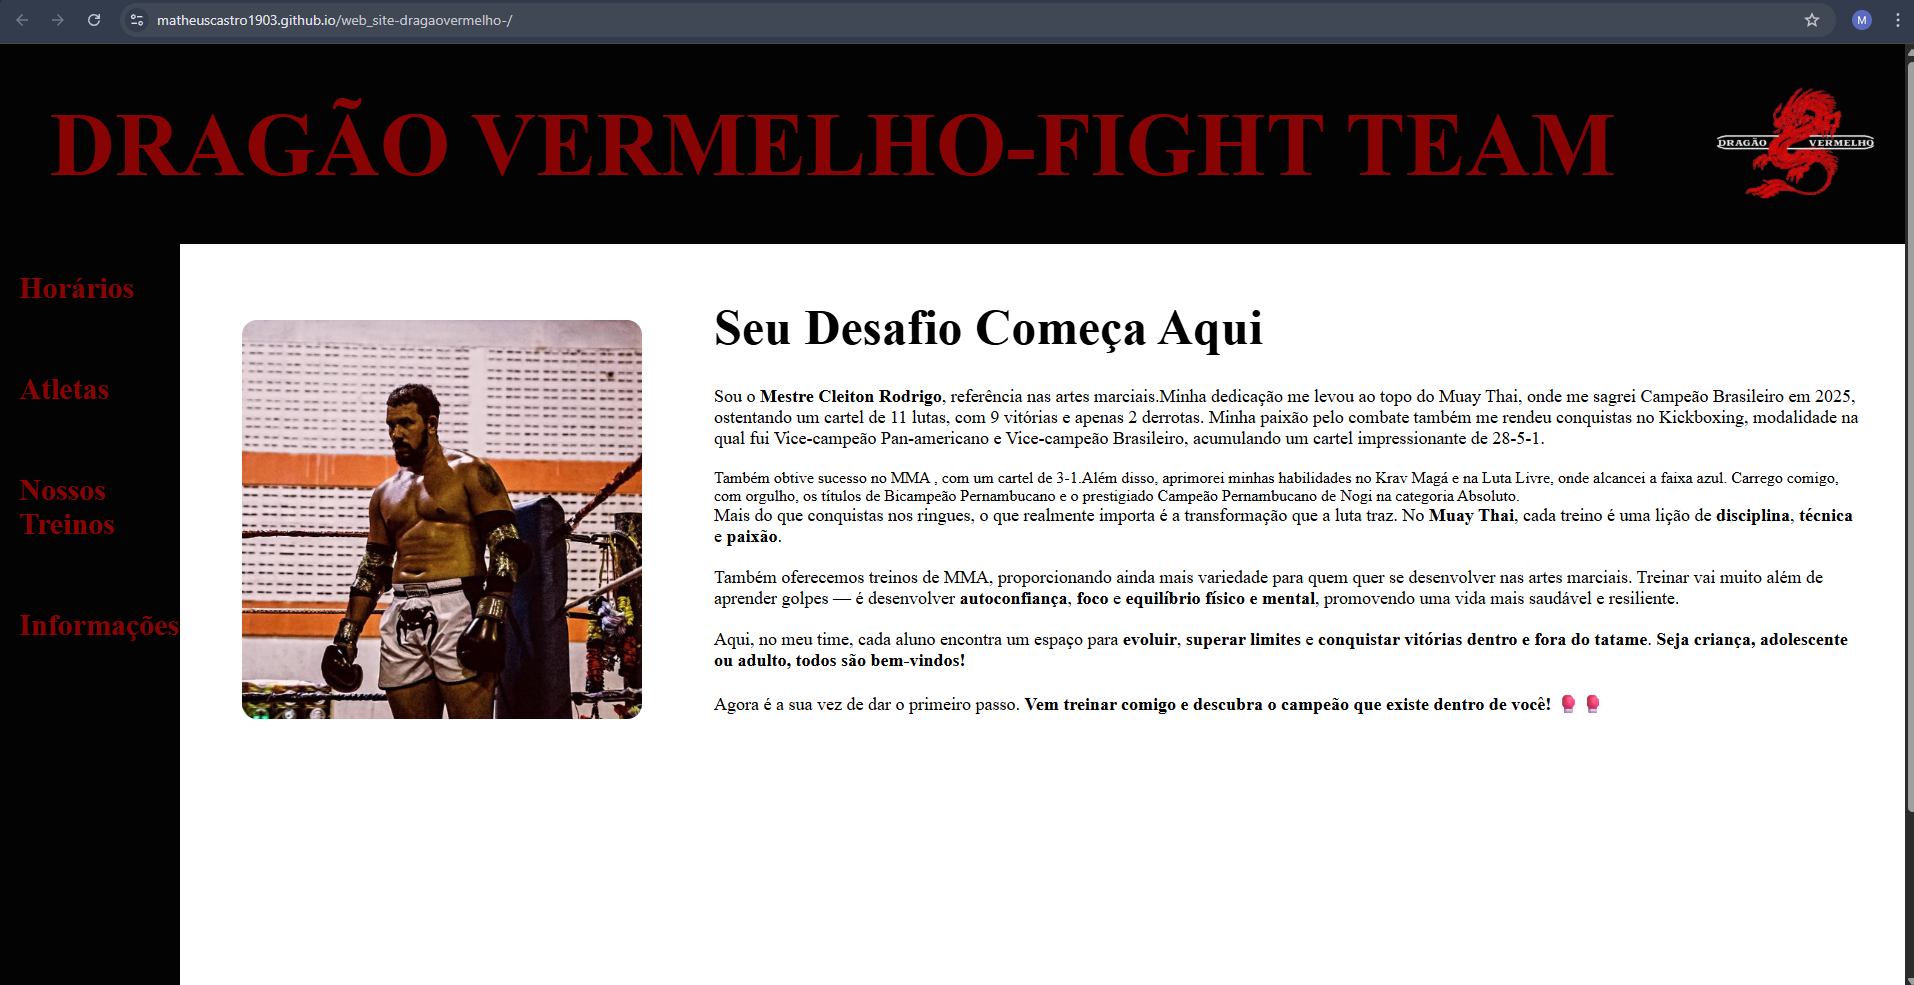 matheuscastro1903.github.io/web_site-dragaovermelho-/
M
DRAGÃO VERMELHO-FIGHT TEAM
DRAGÃO VERMELHO
Horários
Atletas
Nossos
Treinos
Informações
Seu Desafio Começa Aqui
Sou o Mestre Cleiton Rodrigo, referência nas artes marciais.Minha dedicação me levou ao topo do Muay Thai, onde me sagrei Campeão Brasileiro em 2025,
ostentando um cartel de 11 lutas, com 9 vitórias e apenas 2 derrotas. Minha paixão pelo combate também me rendeu conquistas no Kickboxing, modalidade na
qual fui Vice-campeão Pan-americano e Vice-campeão Brasileiro, acumulando um cartel impressionante de 28-5-1.
Também obtive sucesso no MMA , com um cartel de 3-1.Além disso, aprimorei minhas habilidades no Krav Magá e na Luta Livre, onde alcancei a faixa azul. Carrego comigo,
com orgulho, os títulos de Bicampeão Pernambucano e o prestigiado Campeão Pernambucano de Nogi na categoria Absoluto.
Mais do que conquistas nos ringues, o que realmente importa é a transformação que a luta traz. No Muay Thai, cada treino é uma lição de disciplina, técnica
e paixão.
Também oferecemos treinos de MMA, proporcionando ainda mais variedade para quem quer se desenvolver nas artes marciais. Treinar vai muito além de
aprender golpes — é desenvolver autoconfiança, foco e equilíbrio físico e mental, promovendo uma vida mais saudável e resiliente.
Aqui, no meu time, cada aluno encontra um espaço para evoluir, superar limites e conquistar vitórias dentro e fora do tatame. Seja criança, adolescente
ou adulto, todos são bem-vindos!
Agora é a sua vez de dar o primeiro passo. Vem treinar comigo e descubra o campeão que existe dentro de você! 🥊 🥊